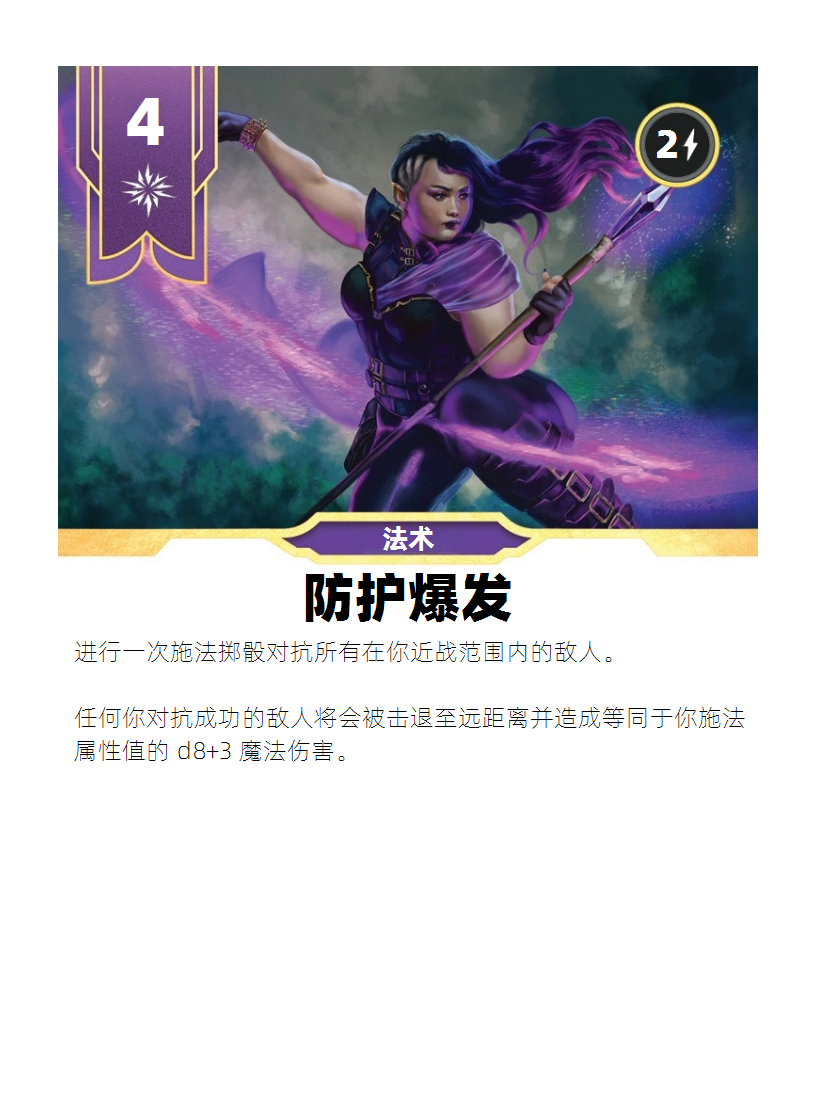 4
2
法术
防护爆发
进行一次施法掷骰对抗所有在你近战范围内的敌人。
任何你对抗成功的敌人将会被击退至远距离并造成等同于你施法
属性值的 d8+3 魔法伤害。